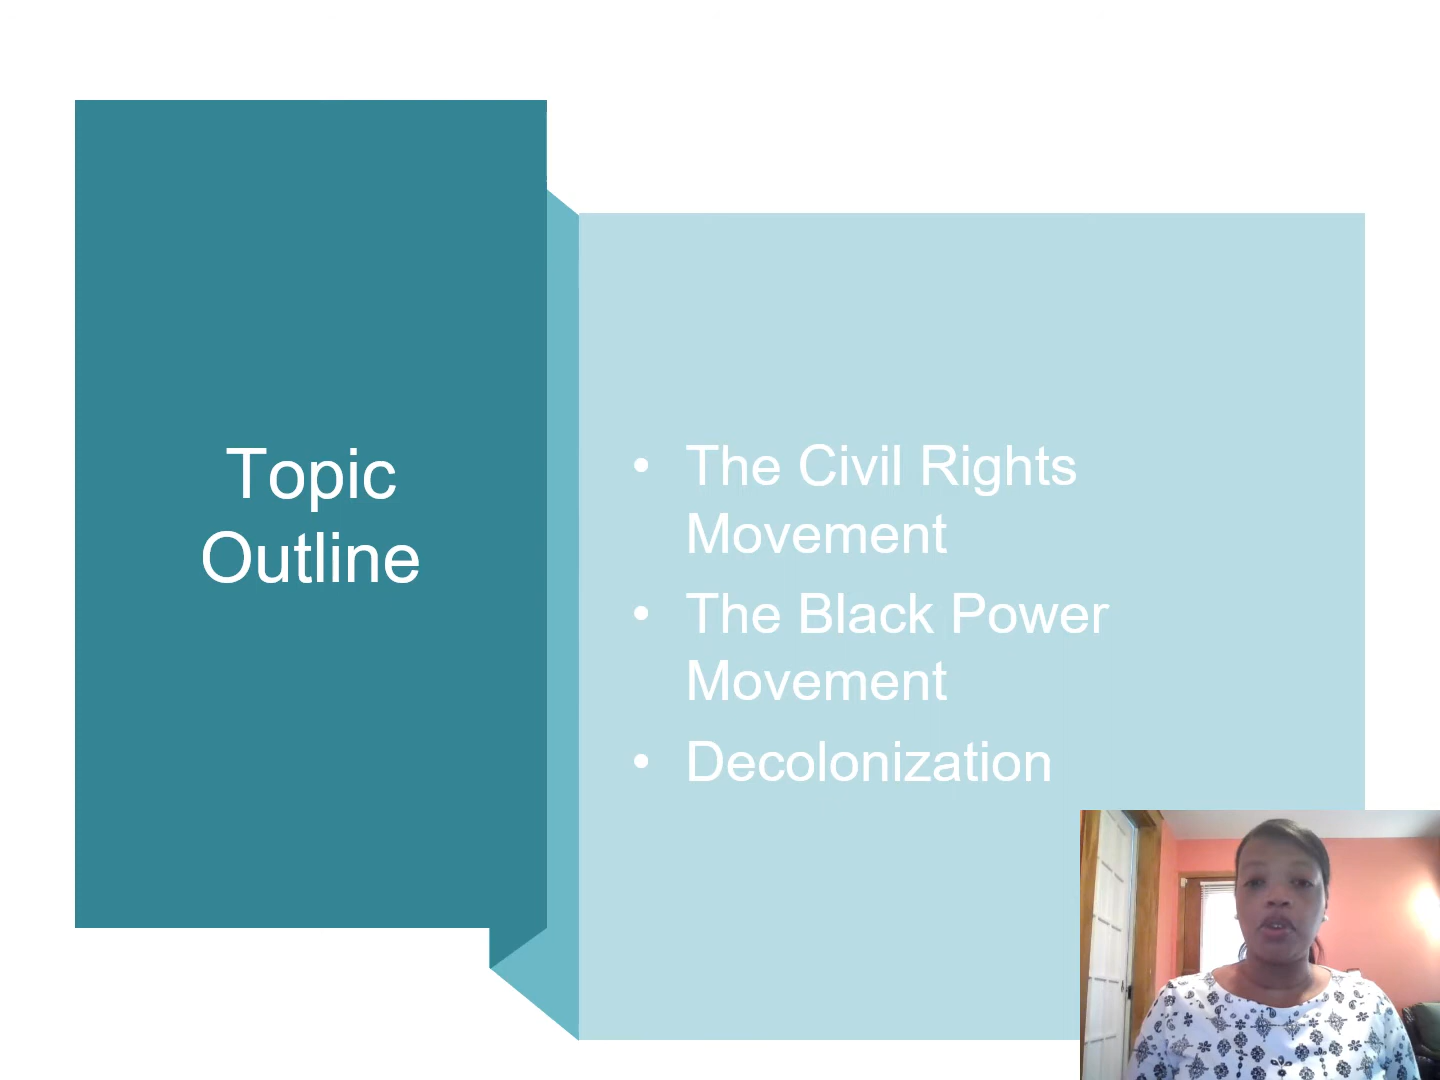 Topic
Outline
• The Civil Rights
Movement
• The Black Power
Movement
• Decolonization